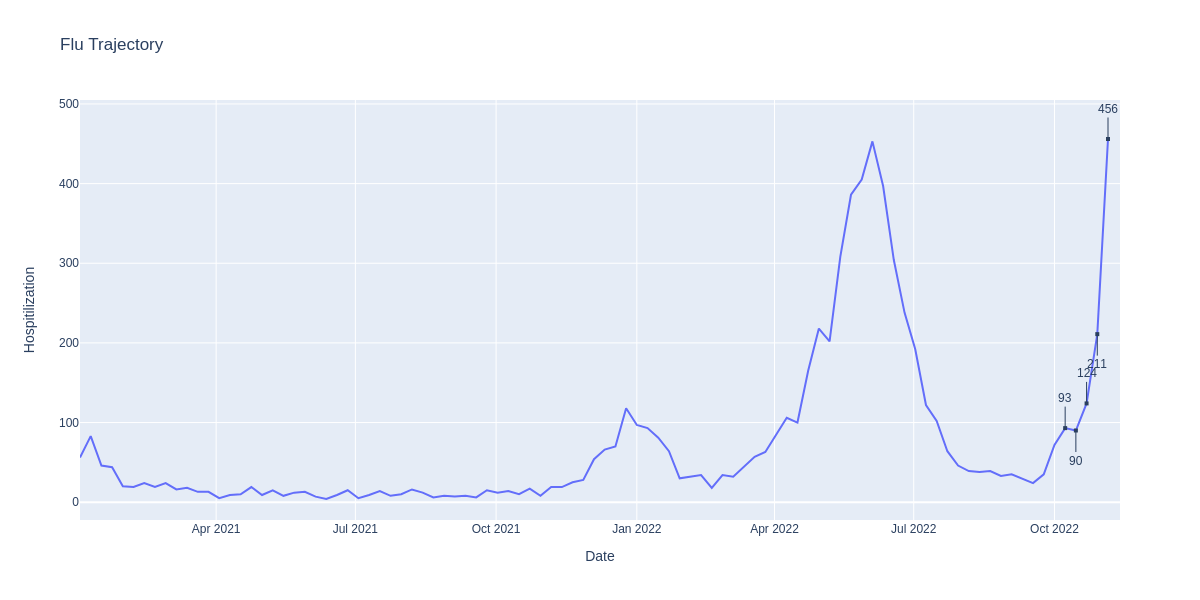 Flu Trajectory
500
400
300
200
100
0
Hospitilization
456
211
124
93
90
Apr 2021
Jul 2021
Oct 2021
Jan 2022
Apr 2022
Jul 2022
Oct 2022
Date